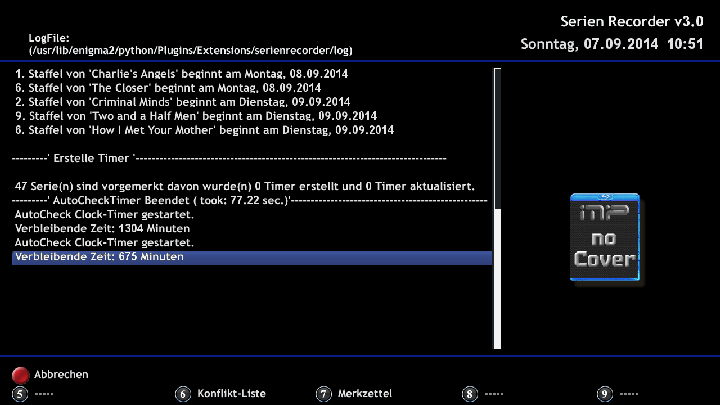 Serien Recorder v3.0
LogFile:
(/usr/lib/enigma2/python/Plugins/Extensions/serienrecorder/log)
Sonntag, 07.09.2014 10:51
1. Staffel von 'Charlie's Angels' beginnt am Montag, 08.09.2014
6. Staffel von 'The Closer' beginnt am Montag, 08.09.2014
2. Staffel von 'Criminal Minds' beginnt am Dienstag, 09.09.2014
9. Staffel von 'Two and a Half Men' beginnt am Dienstag, 09.09.2014
6. Staffel von 'How I Met Your Mother' beginnt am Dienstag, 09.09.2014
---------' Erstelle Timer '-------------------------------------------------------------------------------
47 Serie(n) sind vorgemerkt davon wurde(n) 0 Timer erstellt und 0 Timer aktualisiert.
---------' AutoCheckTimer Beendet ( took: 77.22 sec.)'--------------------------------------------------
AutoCheck Clock-Timer gestartet.
Verbleibende Zeit: 1304 Minuten
AutoCheck Clock-Timer gestartet.
Verbleibende Zeit: 675 Minuten
MP
no
Cover
Abbrechen
5 -----
6 Konflikt-Liste
7 Merkzettel
8 -----
9 -----